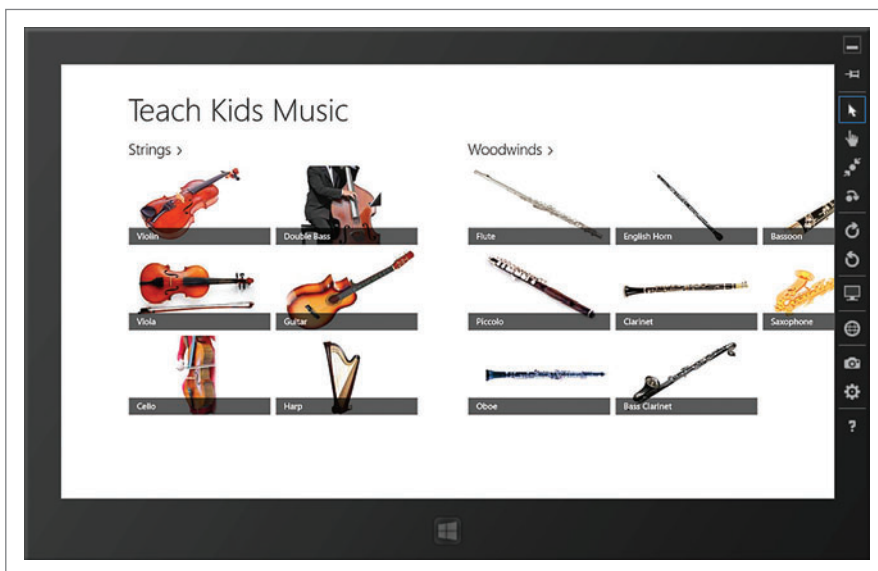 Teach Kids Music
Strings >
Woodwinds >
Violin
Double Bass
Flute
English Horn
Bassoon
Viola
Guitar
Piccolo
Clarinet
Saxophone
Cello
Harp
Oboe
Bass Clarinet
?